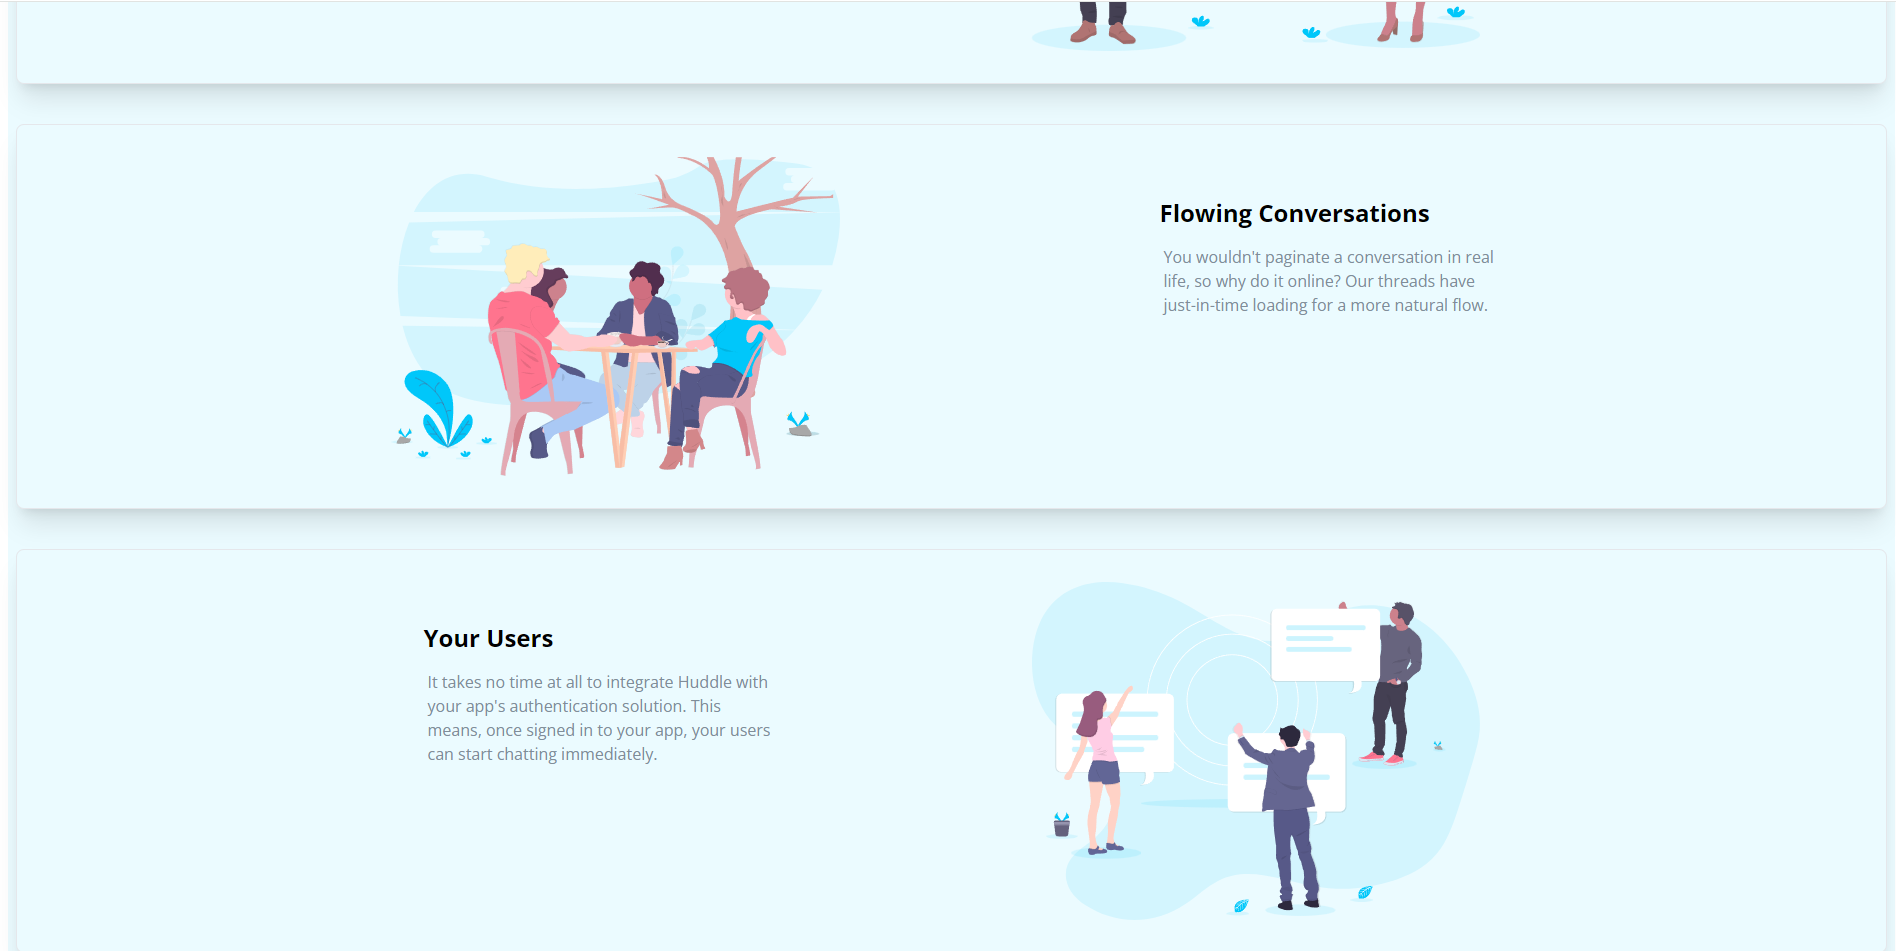 Flowing Conversations
You wouldn't paginate a conversation in real
life, so why do it online? Our threads have
just-in-time loading for a more natural flow.
Your Users
It takes no time at all to integrate Huddle with
your app's authentication solution. This
means, once signed in to your app, your users
can start chatting immediately.